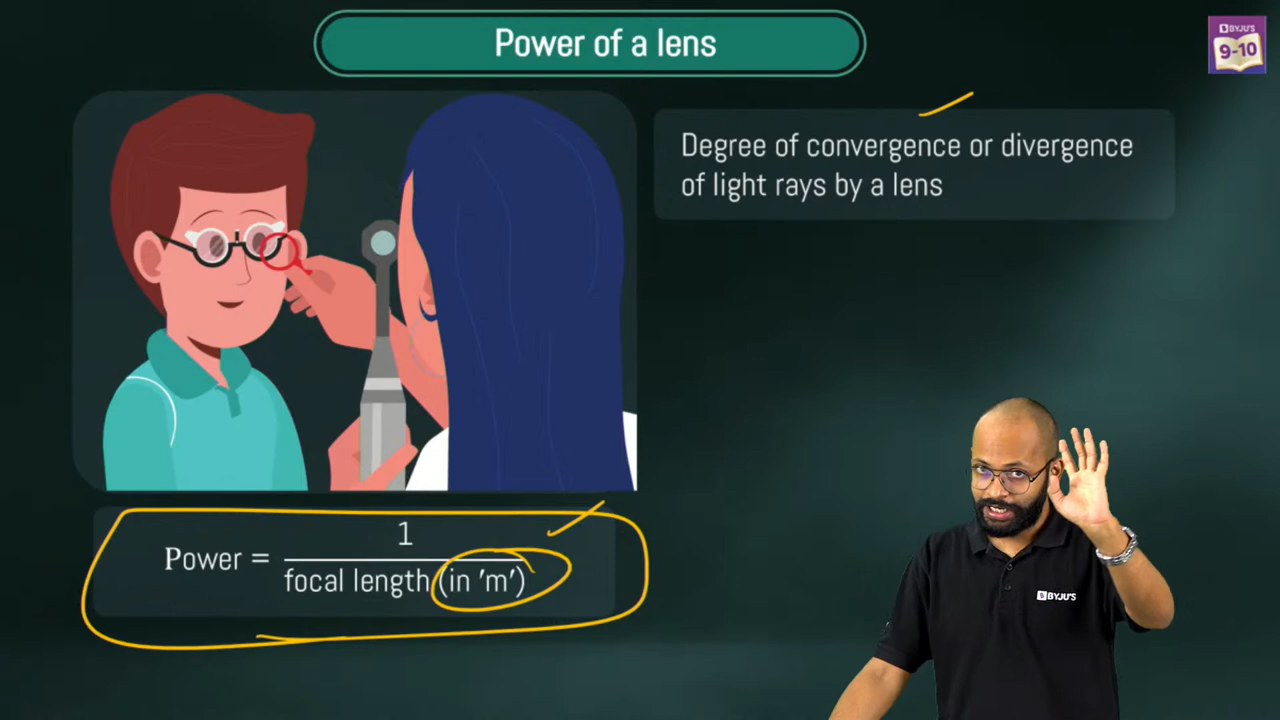 Power of a lens
BYJU'S
9-10
Degree of convergence or divergence
of light rays by a lens
Power = 1
focal length (in 'm')
BYJU'S